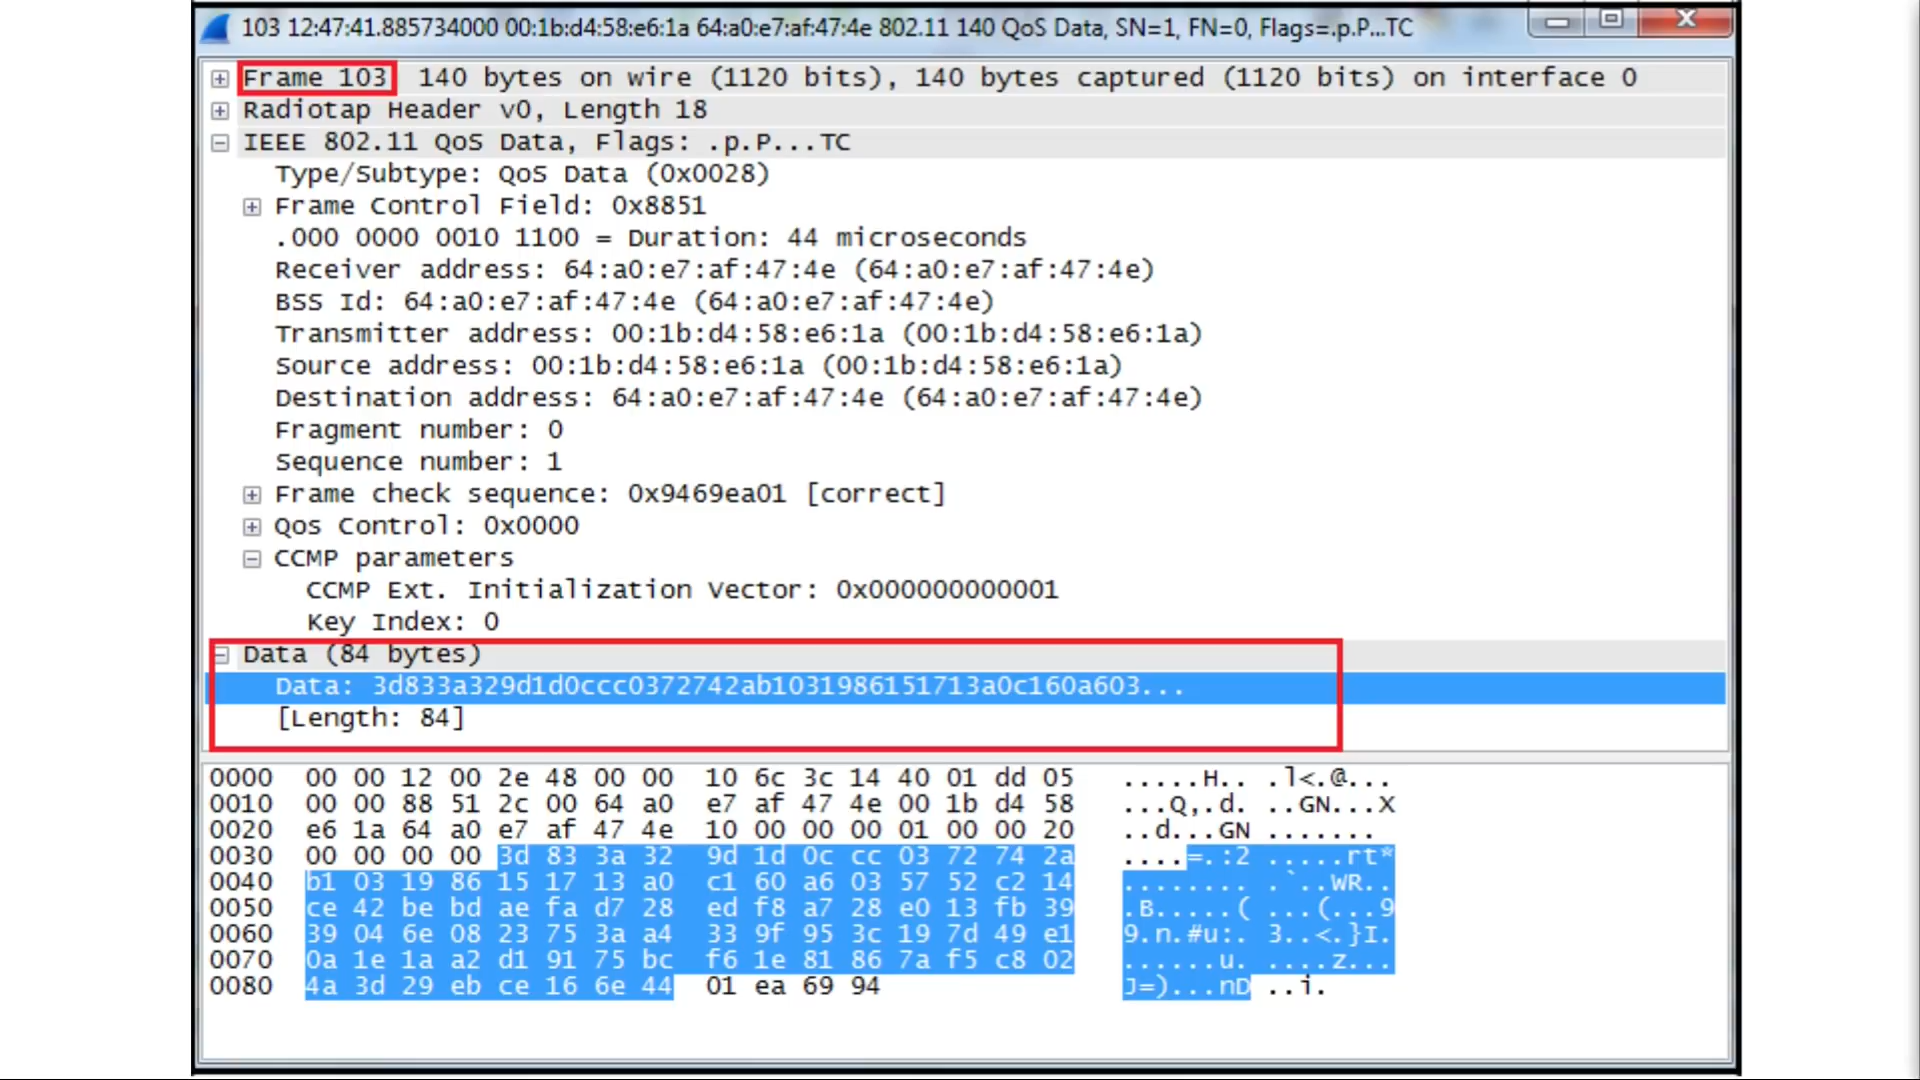 103 12:47:41.885734000 00:1b:d4:58:e6:1a 64:a0:e7:af:47:4e 802.11 140 QoS Data, SN=1, FN=0, Flags=.p.P...TC
Frame 103 140 bytes on wire (1120 bits), 140 bytes captured (1120 bits) on interface 0
Radiotap Header v0, Length 18
IEEE 802.11 QoS Data, Flags: .p.P...TC
Type/Subtype: QoS Data (0x0028)
Frame Control Field: 0x8851
.000 0000 0010 1100 = Duration: 44 microseconds
Receiver address: 64:a0:e7:af:47:4e (64:a0:e7:af:47:4e)
BSS Id: 64:a0:e7:af:47:4e (64:a0:e7:af:47:4e)
Transmitter address: 00:1b:d4:58:e6:1a (00:1b:d4:58:e6:1a)
Source address: 00:1b:d4:58:e6:1a (00:1b:d4:58:e6:1a)
Destination address: 64:a0:e7:af:47:4e (64:a0:e7:af:47:4e)
Fragment number: 0
Sequence number: 1
Frame check sequence: 0x9469ea01 [correct]
Qos Control: 0x0000
CCMP parameters
CCMP Ext. Initialization Vector: 0x000000000001
Key Index: 0
Data (84 bytes)
Data: 3d833a329d1d0ccc0372742ab1031986151713a0c160a603...
[Length: 84]
0000 00 00 12 00 2e 48 00 00 10 6c 3c 14 40 01 dd 05 .....H.. .l<.@...
0010 00 00 88 51 2c 00 64 a0 e7 af 47 4e 00 1b d4 58 ...Q,.d. ..GN...X
0020 e6 1a 64 a0 e7 af 47 4e 10 00 00 00 01 00 00 20 ..d...GN .......
0030 00 00 00 00 3d 83 3a 32 9d 1d 0c cc 03 72 74 2a ....=.:2 .....rt*
0040 b1 03 19 86 15 17 13 a0 c1 60 a6 03 57 52 c2 14 ........ .`..WR..
0050 ce 42 be bd ae fa d7 28 ed f8 a7 28 e0 13 fb 39 .B.....( ...(...9
0060 39 04 6e 08 23 75 3a a4 33 9f 95 3c 19 7d 49 e1 9.n.#u:. 3..<.}I.
0070 0a 1e 1a a2 d1 91 75 bc f6 1e 81 86 7a f5 c8 02 ......u. ....z...
0080 4a 3d 29 eb ce 16 6e 44 01 ea 69 94 J=)...nD ..i.